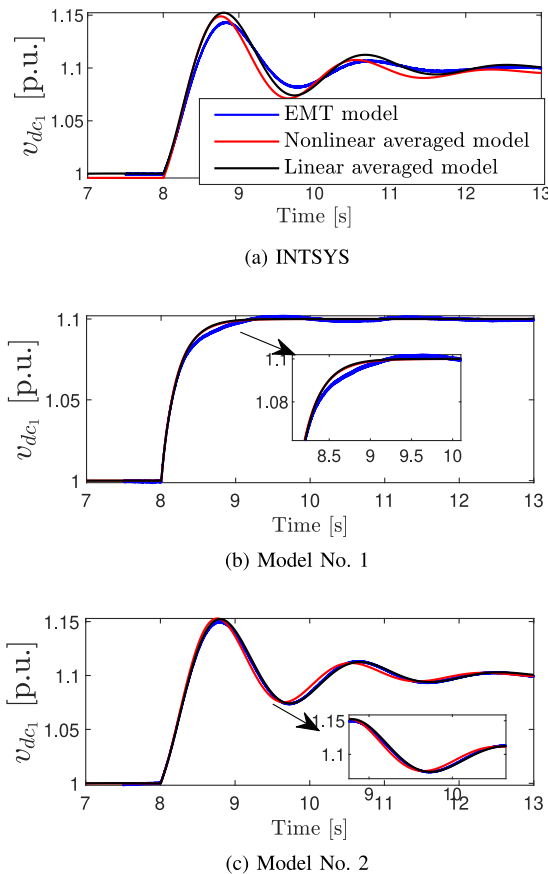 1.15
1.10
1.05
1
v_{dc_1} [p.u.]
EMT model
Nonlinear averaged model
Linear averaged model
7 8 9 10 11 12 13
Time [s]
(a) INTSYS
1.1
1.05
1
v_{dc_1} [p.u.]
1.1
1.08
8.5 9 9.5 10
7 8 9 10 11 12 13
Time [s]
(b) Model No. 1
1.15
1.10
1.05
1
v_{dc_1} [p.u.]
1.15
1.1
9 10
7 8 9 10 11 12 13
Time [s]
(c) Model No. 2